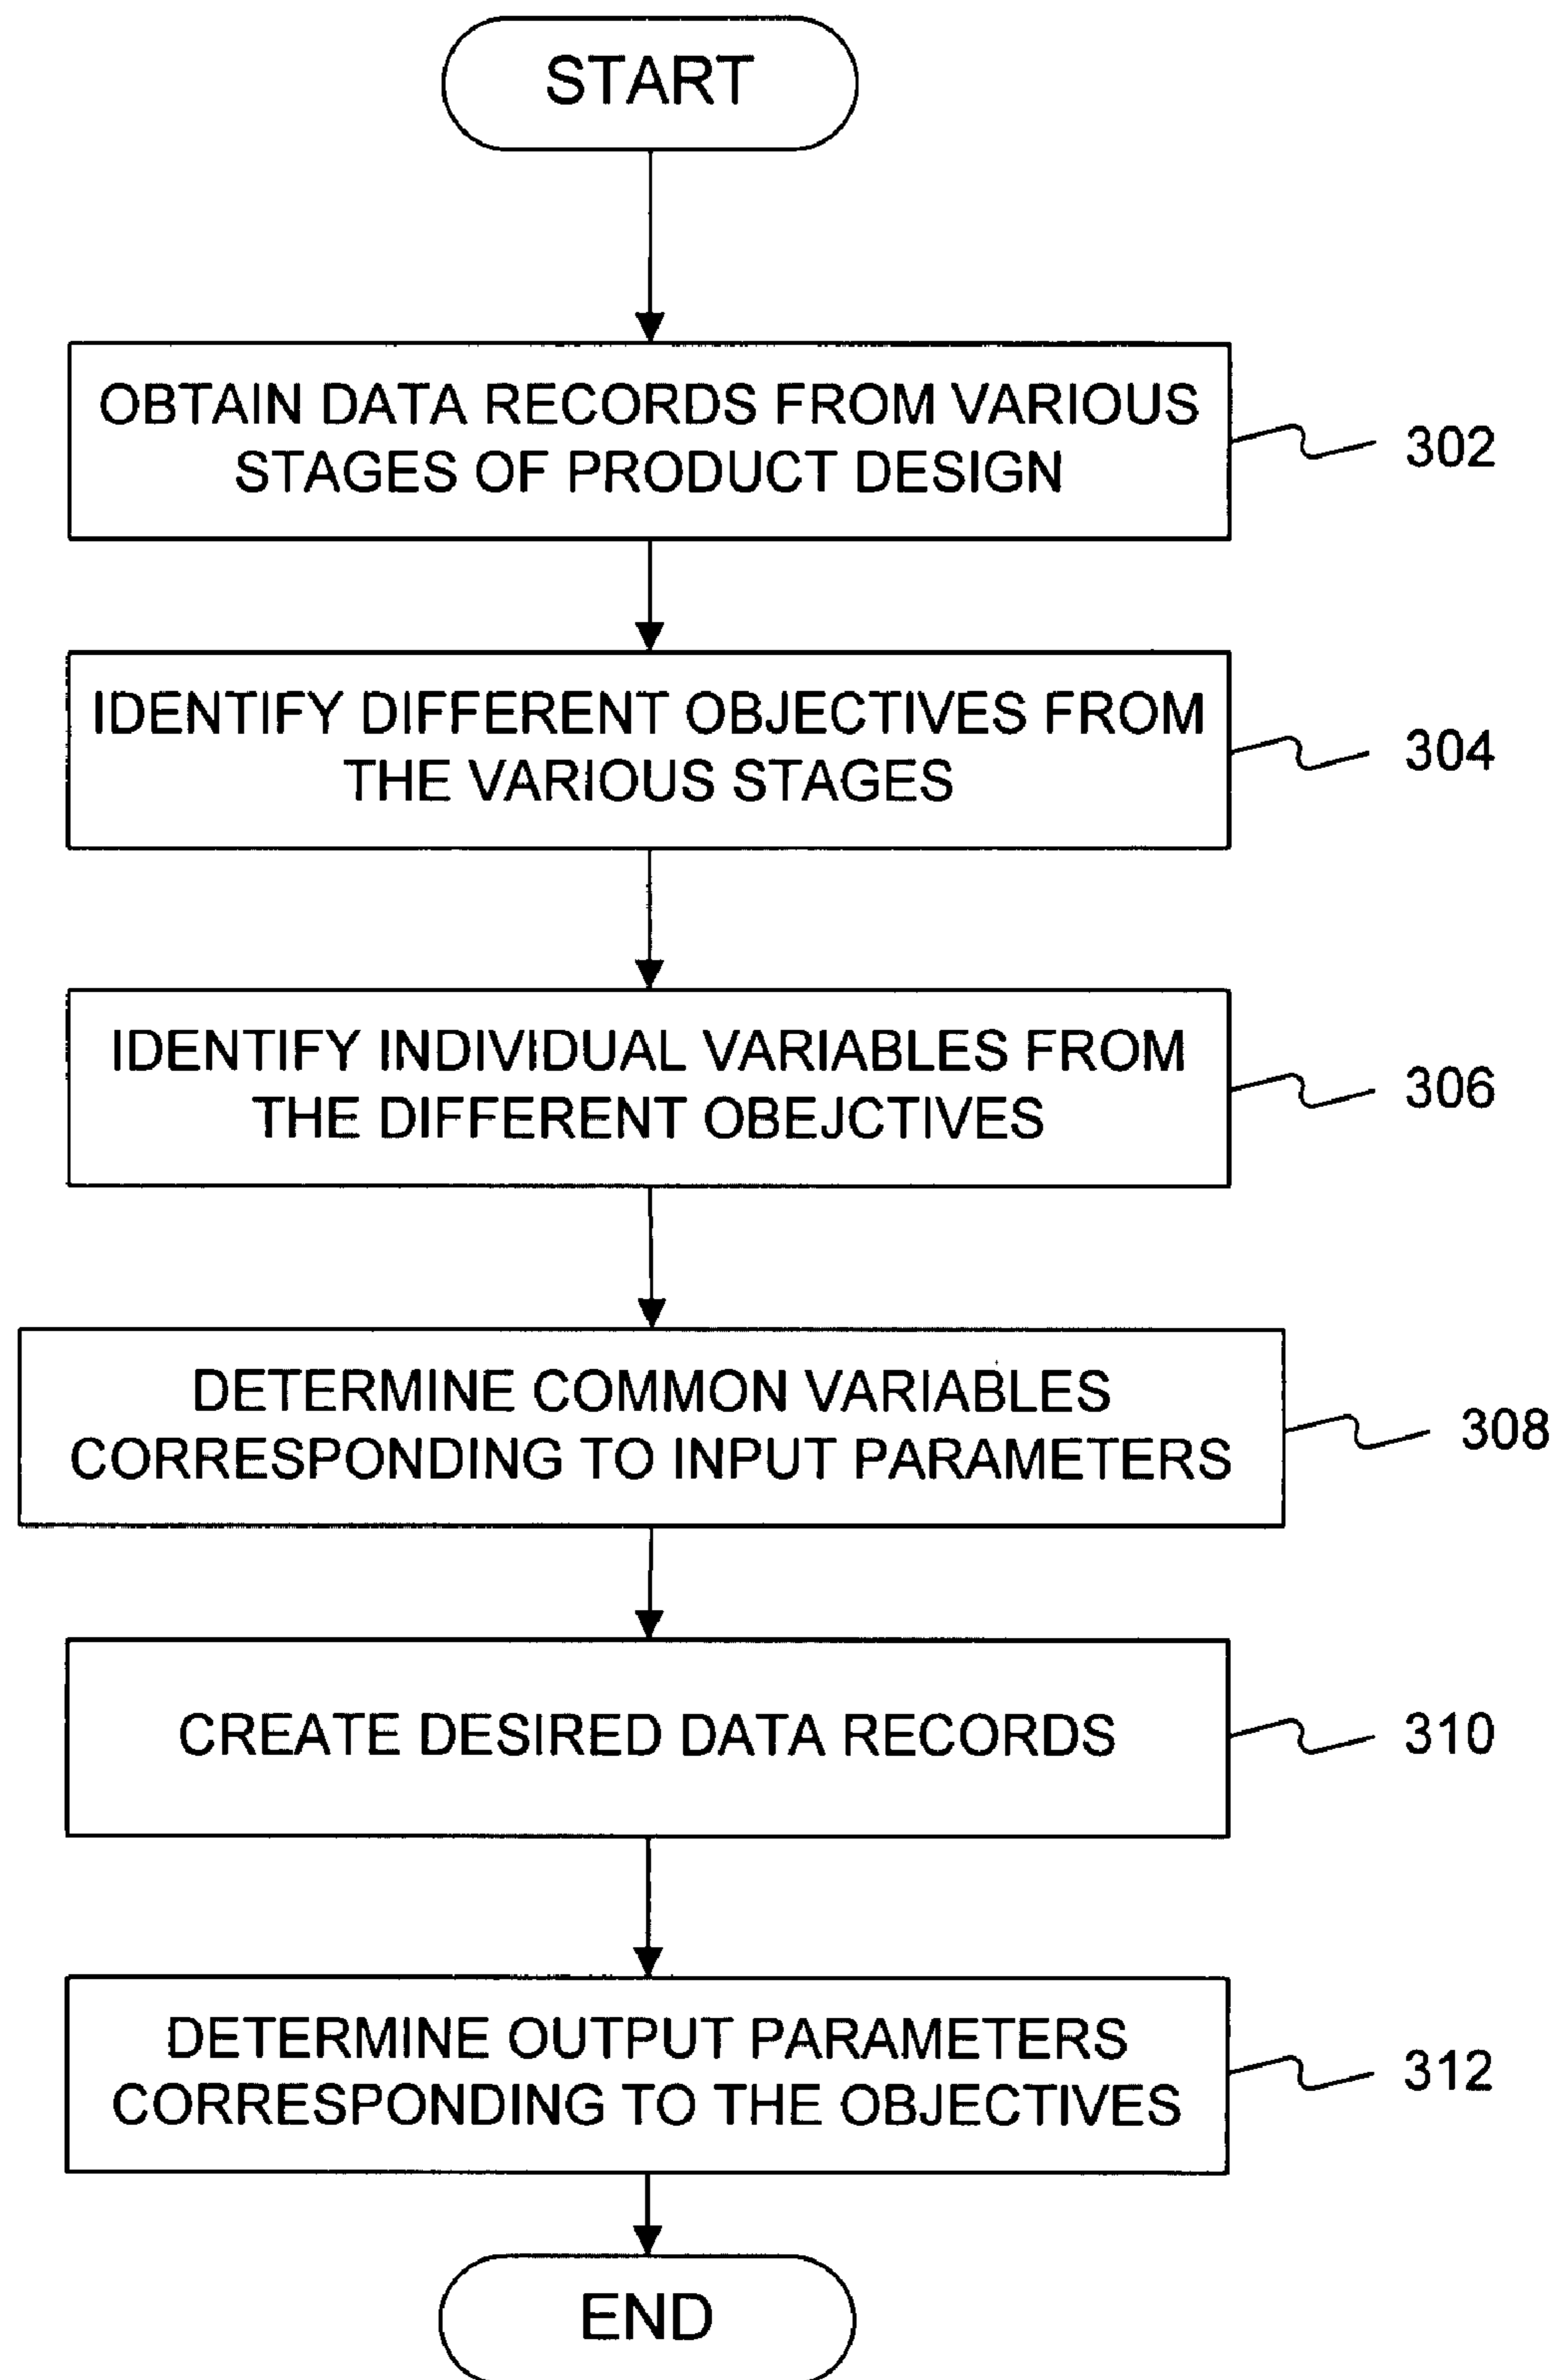 START
OBTAIN DATA RECORDS FROM VARIOUS
STAGES OF PRODUCT DESIGN
302
IDENTIFY DIFFERENT OBJECTIVES FROM
THE VARIOUS STAGES
304
IDENTIFY INDIVIDUAL VARIABLES FROM
THE DIFFERENT OBEJCTIVES
306
DETERMINE COMMON VARIABLES
CORRESPONDING TO INPUT PARAMETERS
308
CREATE DESIRED DATA RECORDS
310
DETERMINE OUTPUT PARAMETERS
CORRESPONDING TO THE OBJECTIVES
312
END